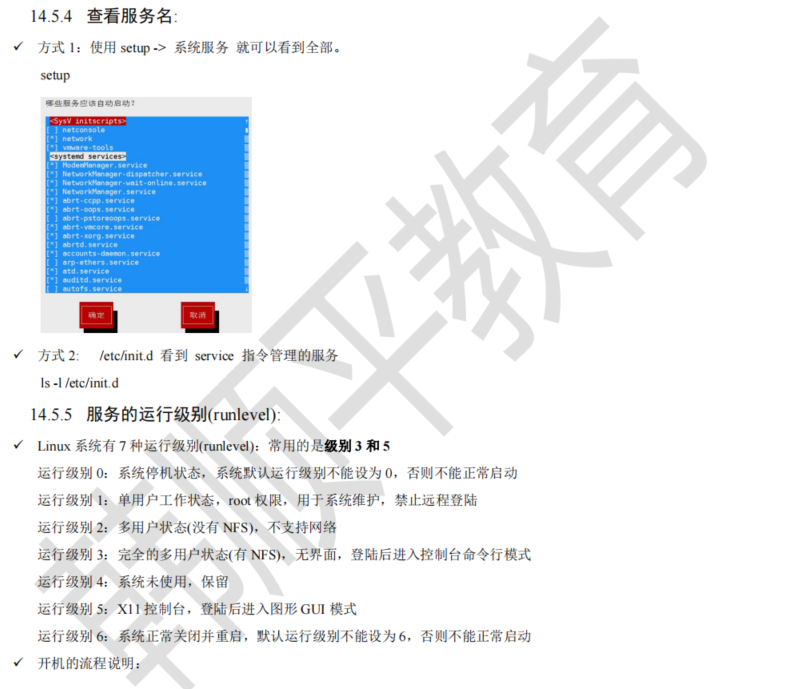 14.5.4 查看服务名:
✓ 方式 1：使用 setup -> 系统服务 就可以看到全部。
setup
哪些服务应该自动启动？
<SysV initscripts>
[ ] netconsole
[*] network
[*] vmware-tools
<systemd services>
[*] ModemManager.service
[*] NetworkManager-dispatcher.service
[*] NetworkManager-wait-online.service
[*] NetworkManager.service
[*] abrt-ccpp.service
[*] abrt-oops.service
[ ] abrt-pstoreoops.service
[*] abrt-vmcore.service
[*] abrt-xorg.service
[*] abrtd.service
[*] accounts-daemon.service
[ ] arp-ethers.service
[*] atd.service
[*] auditd.service
[ ] autofs.service
确定 取消
✓ 方式 2: /etc/init.d 看到 service 指令管理的服务
ls -l /etc/init.d
14.5.5 服务的运行级别(runlevel):
✓ Linux 系统有 7 种运行级别(runlevel)：常用的是级别 3 和 5
运行级别 0：系统停机状态，系统默认运行级别不能设为 0，否则不能正常启动
运行级别 1：单用户工作状态，root 权限，用于系统维护，禁止远程登陆
运行级别 2：多用户状态(没有 NFS)，不支持网络
运行级别 3：完全的多用户状态(有 NFS)，无界面，登陆后进入控制台命令行模式
运行级别 4：系统未使用，保留
运行级别 5：X11 控制台，登陆后进入图形 GUI 模式
运行级别 6：系统正常关闭并重启，默认运行级别不能设为 6，否则不能正常启动
✓ 开机的流程说明：
韩顺平教育